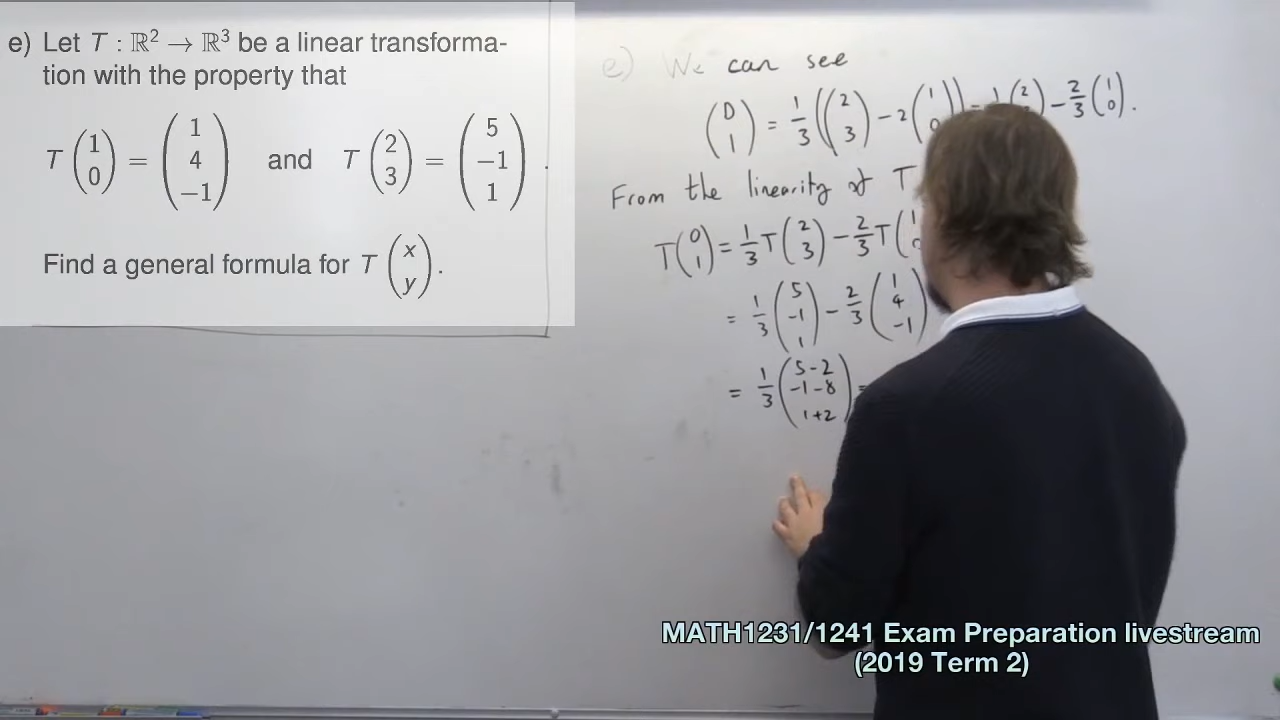 e) Let T : ℝ² → ℝ³ be a linear transforma-
tion with the property that
T (1 0) = (1 4 −1) and T (2 3) = (5 −1 1) .
Find a general formula for T (x y) .
e) We can see
(0 1) = 1/3 ((2 3) − 2 (1 0)) = 1/3 (2 ) − 2/3 (1 0).
From the linearity of T
T(0 1) = 1/3 T(2 3) − 2/3 T(1
= 1/3 (5 -1 1) − 2/3 (1 4 -1)
= 1/3 (5-2 -1-8 1+2) =
MATH1231/1241 Exam Preparation livestream
(2019 Term 2)